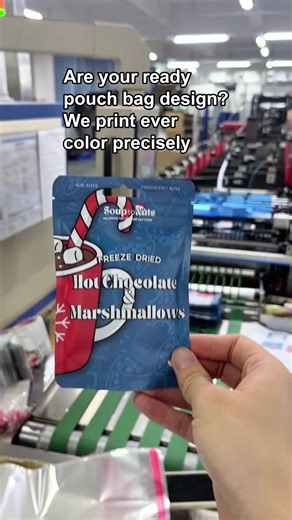 Are your ready
pouch bag design?
We print ever
color precisely
FREEZE DRIED
Hot Chocolate
&
Marshmallows